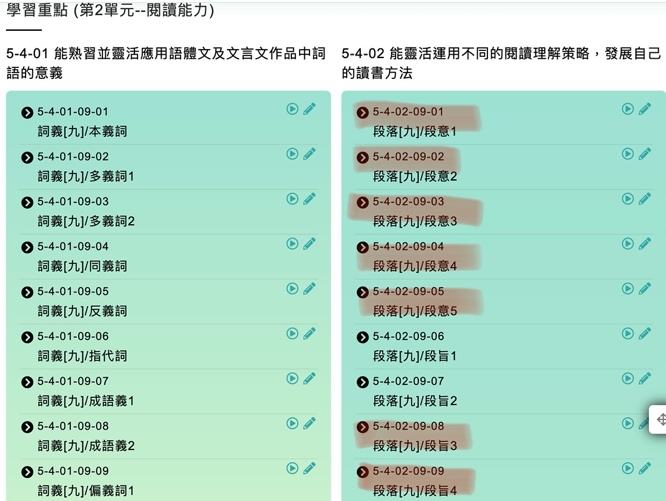 學習重點 (第2單元--閱讀能力)
5-4-01 能熟習並靈活應用語體文及文言文作品中詞
語的意義
5-4-01-09-01
詞義[九]/本義詞
5-4-01-09-02
詞義[九]/多義詞1
5-4-01-09-03
詞義[九]/多義詞2
5-4-01-09-04
詞義[九]/同義詞
5-4-01-09-05
詞義[九]/反義詞
5-4-01-09-06
詞義[九]/指代詞
5-4-01-09-07
詞義[九]/成語義1
5-4-01-09-08
詞義[九]/成語義2
5-4-01-09-09
詞義[九]/偏義詞1
5-4-02 能靈活運用不同的閱讀理解策略，發展自己
的讀書方法
5-4-02-09-01
段落[九]/段意1
5-4-02-09-02
段落[九]/段意2
5-4-02-09-03
段落[九]/段意3
5-4-02-09-04
段落[九]/段意4
5-4-02-09-05
段落[九]/段意5
5-4-02-09-06
段落[九]/段旨1
5-4-02-09-07
段落[九]/段旨2
5-4-02-09-08
段落[九]/段旨3
5-4-02-09-09
段落[九]/段旨4